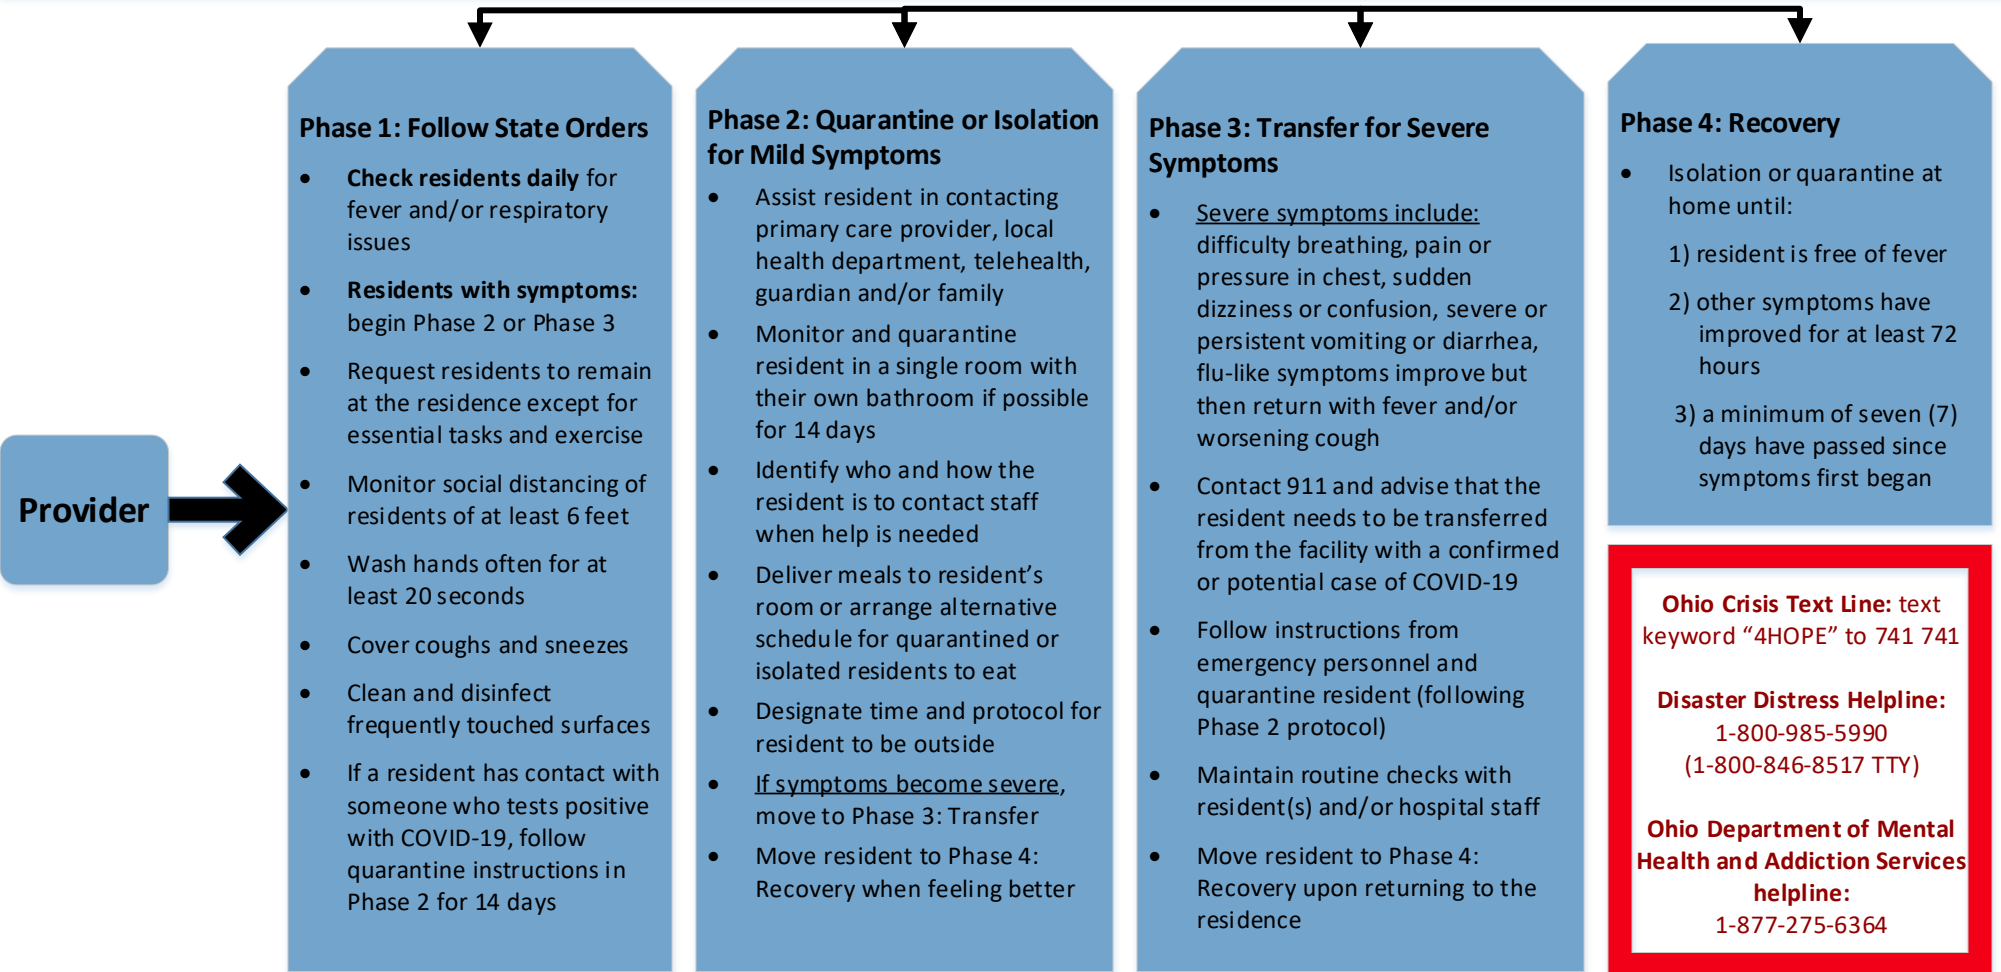 Provider
Phase 1: Follow State Orders
• Check residents daily for
fever and/or respiratory
issues
• Residents with symptoms:
begin Phase 2 or Phase 3
• Request residents to remain
at the residence except for
essential tasks and exercise
• Monitor social distancing of
residents of at least 6 feet
• Wash hands often for at
least 20 seconds
• Cover coughs and sneezes
• Clean and disinfect
frequently touched surfaces
• If a resident has contact with
someone who tests positive
with COVID-19, follow
quarantine instructions in
Phase 2 for 14 days
Phase 2: Quarantine or Isolation
for Mild Symptoms
• Assist resident in contacting
primary care provider, local
health department, telehealth,
guardian and/or family
• Monitor and quarantine
resident in a single room with
their own bathroom if possible
for 14 days
• Identify who and how the
resident is to contact staff
when help is needed
• Deliver meals to resident’s
room or arrange alternative
schedule for quarantined or
isolated residents to eat
• Designate time and protocol for
resident to be outside
• If symptoms become severe,
move to Phase 3: Transfer
• Move resident to Phase 4:
Recovery when feeling better
Phase 3: Transfer for Severe
Symptoms
• Severe symptoms include:
difficulty breathing, pain or
pressure in chest, sudden
dizziness or confusion, severe or
persistent vomiting or diarrhea,
flu-like symptoms improve but
then return with fever and/or
worsening cough
• Contact 911 and advise that the
resident needs to be transferred
from the facility with a confirmed
or potential case of COVID-19
• Follow instructions from
emergency personnel and
quarantine resident (following
Phase 2 protocol)
• Maintain routine checks with
resident(s) and/or hospital staff
• Move resident to Phase 4:
Recovery upon returning to the
residence
Phase 4: Recovery
• Isolation or quarantine at
home until:
1) resident is free of fever
2) other symptoms have
improved for at least 72
hours
3) a minimum of seven (7)
days have passed since
symptoms first began
Ohio Crisis Text Line: text
keyword “4HOPE” to 741 741
Disaster Distress Helpline:
1-800-985-5990
(1-800-846-8517 TTY)
Ohio Department of Mental
Health and Addiction Services
helpline:
1-877-275-6364